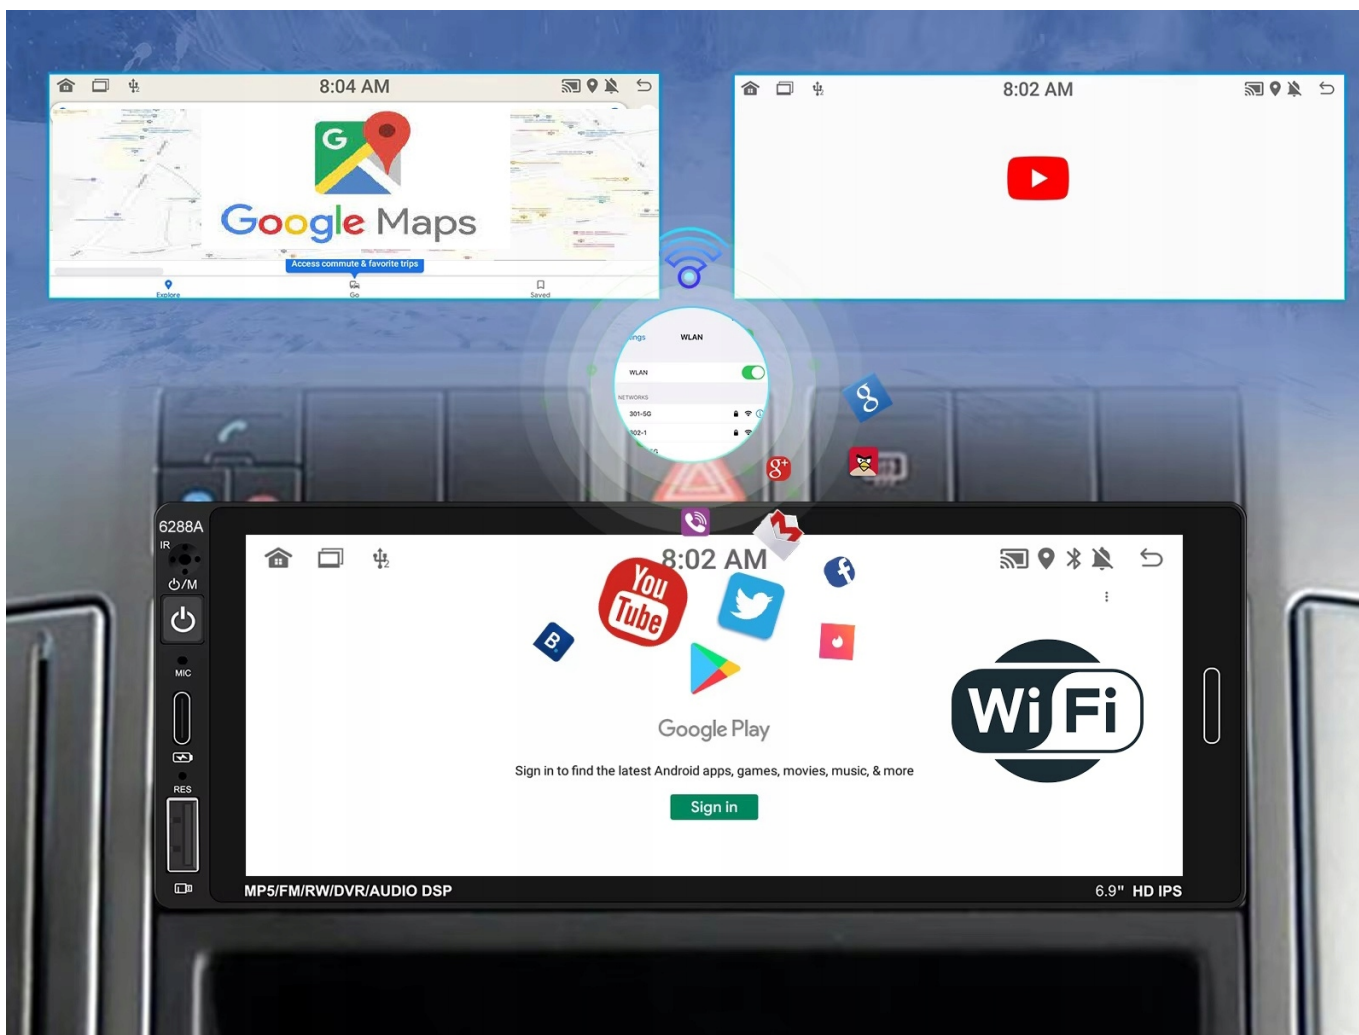 8:04 AM
G
Google Maps
Access commute & favorite trips
Explore
Go
Saved
8:02 AM
WLAN
WLAN
NETWORKS
301-5G
302-1
g
g+
6288A
IR
/M
MIC
RES
8:02 AM
You
Tube
B.
f
Google Play
Sign in to find the latest Android apps, games, movies, music, & more
Sign in
Wi Fi
MP5/FM/RW/DVR/AUDIO DSP
6.9" HD IPS